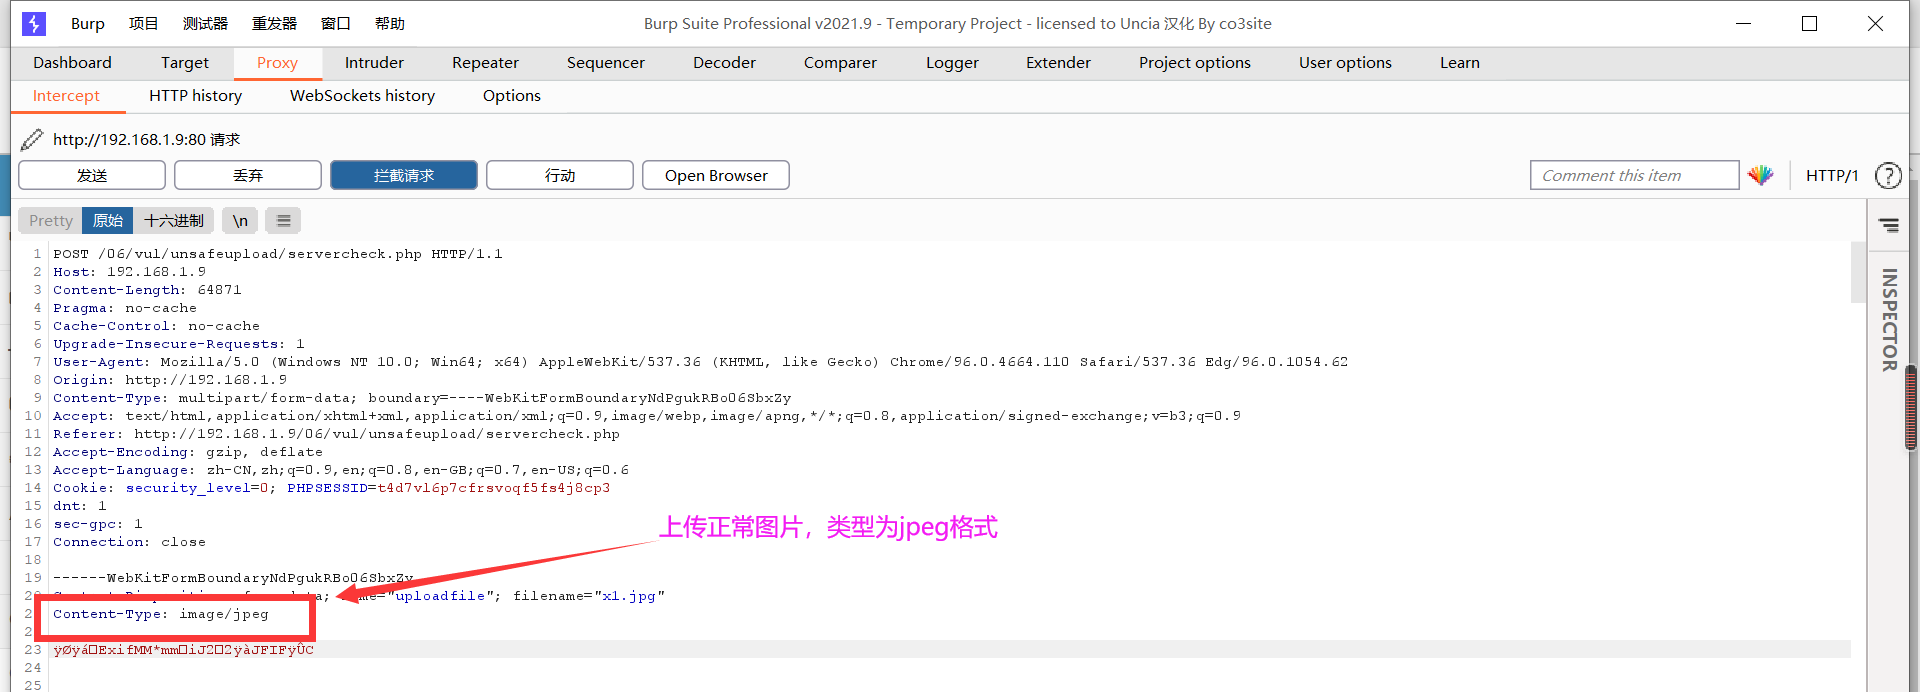 Burp 项目 测试器 重发器 窗口 帮助 Burp Suite Professional v2021.9 - Temporary Project - licensed to Uncia 汉化 By co3site
Dashboard Target Proxy Intruder Repeater Sequencer Decoder Comparer Logger Extender Project options User options Learn
Intercept HTTP history WebSockets history Options
http://192.168.1.9:80 请求
发送 丢弃 拦截请求 行动 Open Browser Comment this item HTTP/1 ?
Pretty 原始 十六进制 \n
INSPECTOR
1 POST /06/vul/unsafeupload/servercheck.php HTTP/1.1
2 Host: 192.168.1.9
3 Content-Length: 64871
4 Pragma: no-cache
5 Cache-Control: no-cache
6 Upgrade-Insecure-Requests: 1
7 User-Agent: Mozilla/5.0 (Windows NT 10.0; Win64; x64) AppleWebKit/537.36 (KHTML, like Gecko) Chrome/96.0.4664.110 Safari/537.36 Edg/96.0.1054.62
8 Origin: http://192.168.1.9
9 Content-Type: multipart/form-data; boundary=----WebKitFormBoundaryNdPgukRBoO6SbxZy
10 Accept: text/html,application/xhtml+xml,application/xml;q=0.9,image/webp,image/apng,*/*;q=0.8,application/signed-exchange;v=b3;q=0.9
11 Referer: http://192.168.1.9/06/vul/unsafeupload/servercheck.php
12 Accept-Encoding: gzip, deflate
13 Accept-Language: zh-CN,zh;q=0.9,en;q=0.8,en-GB;q=0.7,en-US;q=0.6
14 Cookie: security_level=0; PHPSESSID=t4d7vl6p7cfrsvoqf5fs4j8cp3
15 dnt: 1
16 sec-gpc: 1
上传正常图片，类型为jpeg格式
17 Connection: close
18
19 ------WebKitFormBoundaryNdPgukRBoO6SbxZy
20 "uploadfile"; filename="x1.jpg"
Content-Type: image/jpeg
23 ÿØÿá□ExifMM*mm□iJ2□2ÿàJFIFÿÛC
24
25